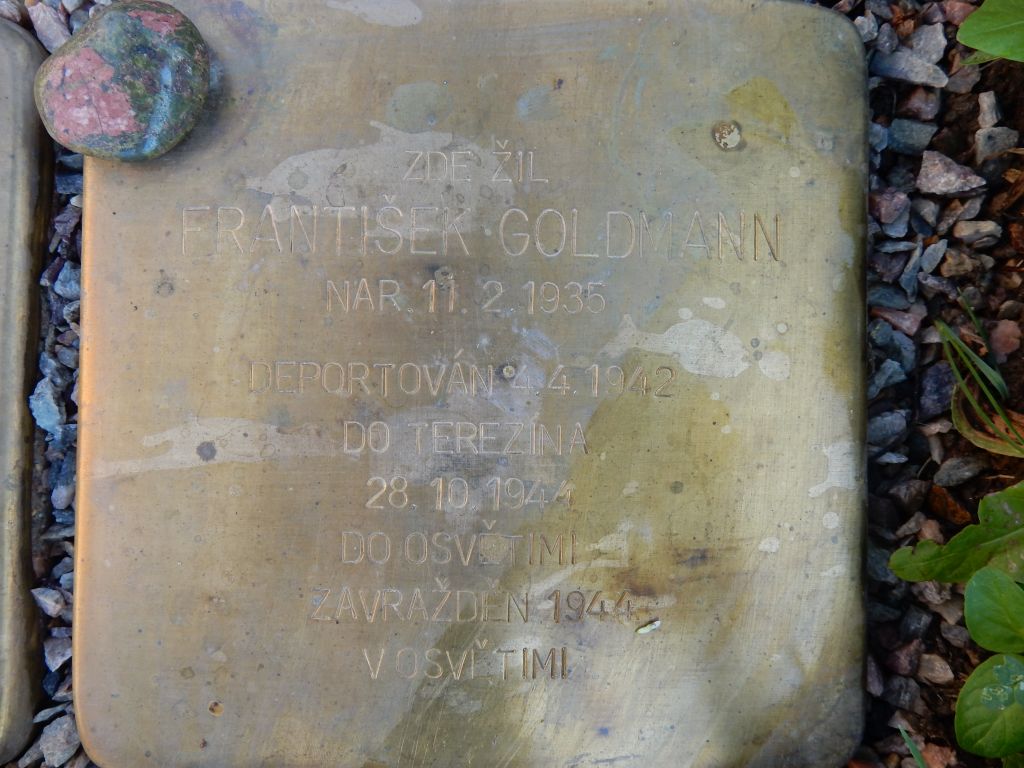 ZDE ŽIL
FRANTIŠEK GOLDMANN
NAR. 11. 2. 1935
DEPORTOVÁN 4.4.1942
DO TEREZÍNA
28. 10. 1944
DO OSVĚTIMI
ZAVRAŽDĚN 1944
V OSVĚTIMI